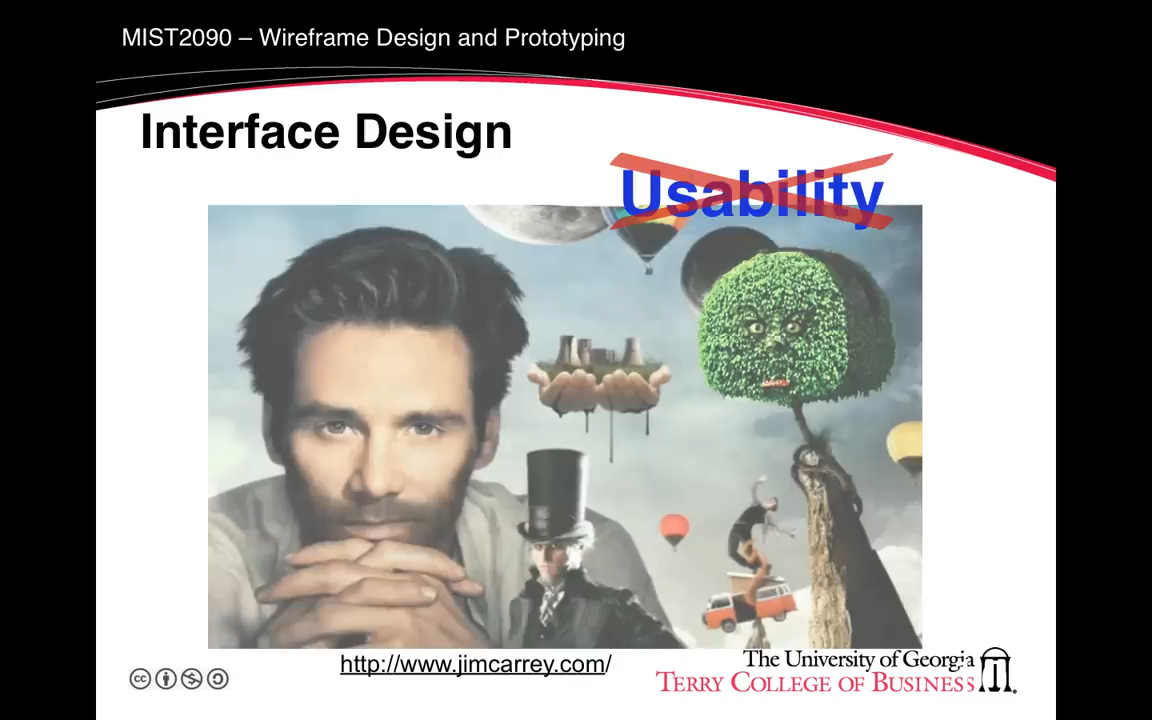 MIST2090 – Wireframe Design and Prototyping
Interface Design
Usability
http://www.jimcarrey.com/
The University of Georgia
TERRY COLLEGE OF BUSINESS
cc